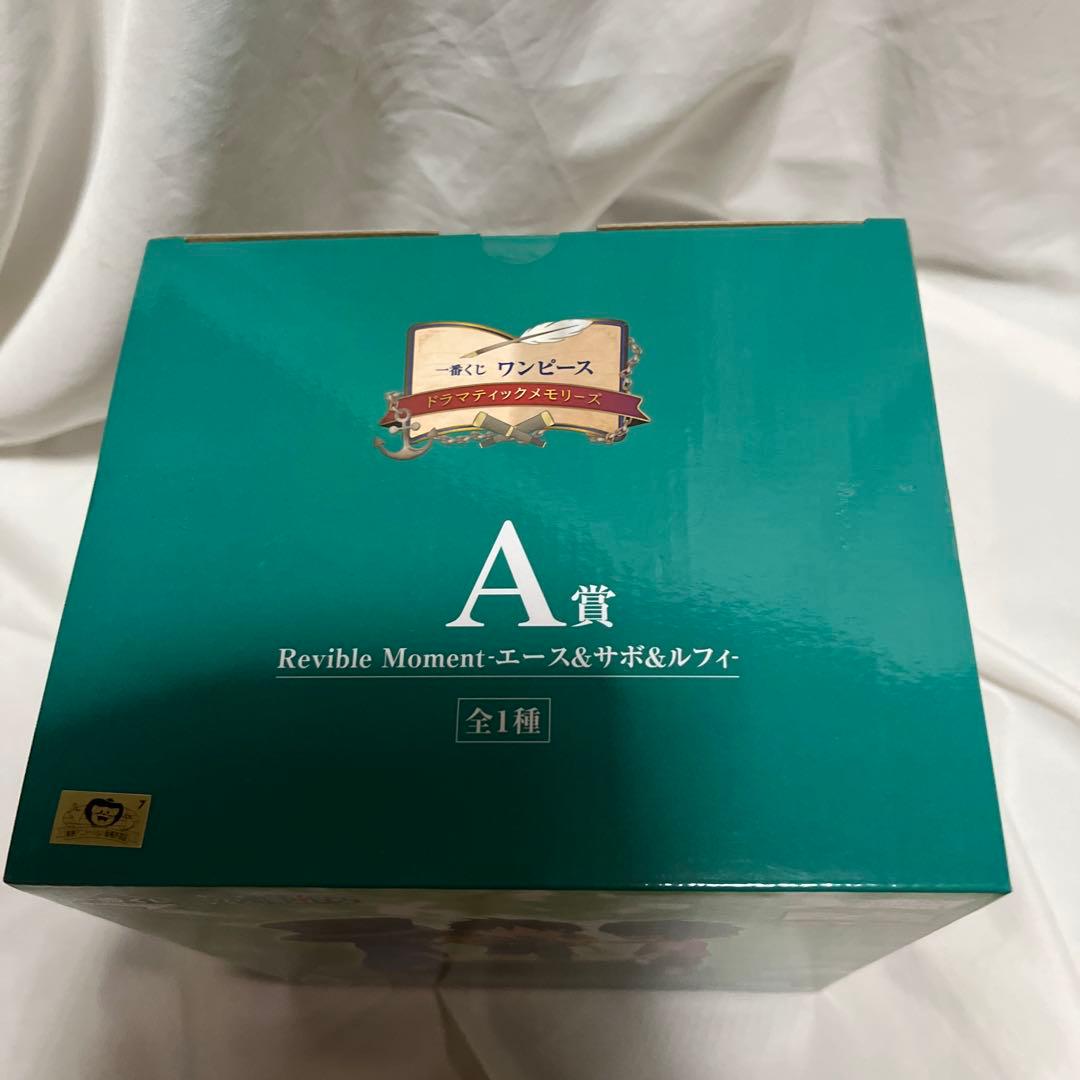 一番くじ ワンピース
ドラマティックメモリーズ
A賞
Revible Moment-エース&サボ&ルフィ-
全1種